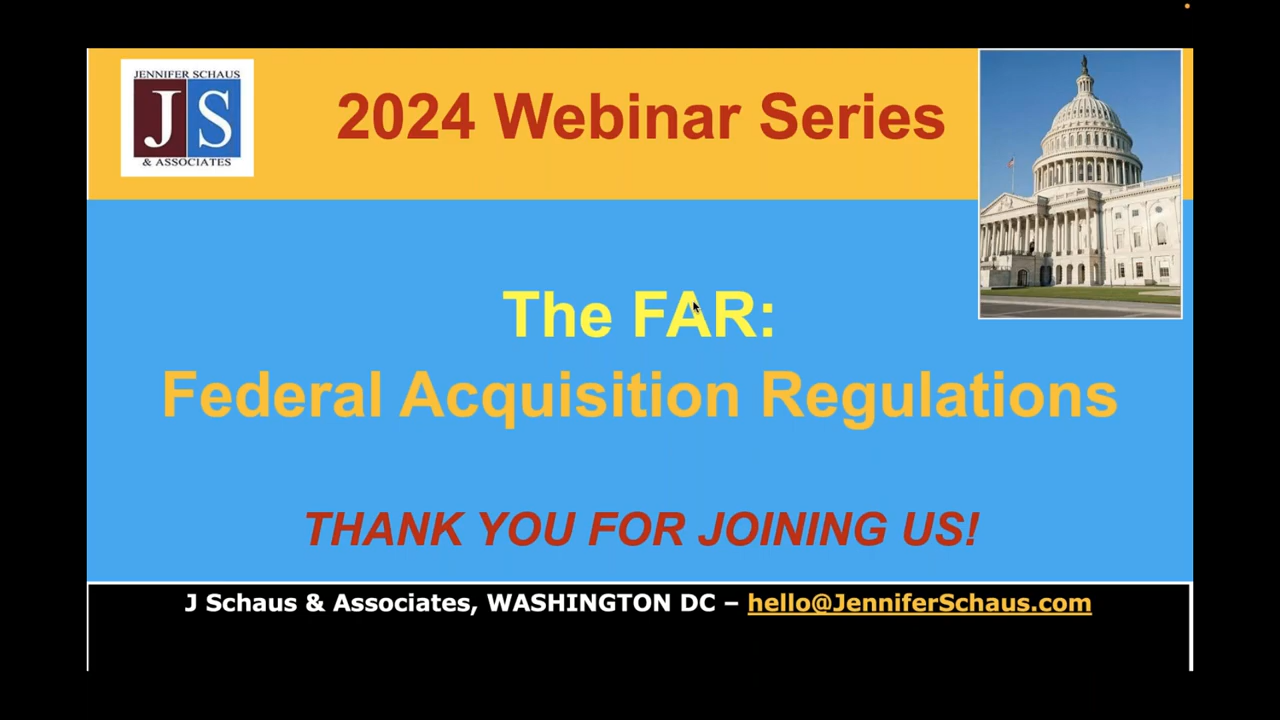 JENNIFER SCHAUS
JS
& ASSOCIATES
2024 Webinar Series
The FAR:
Federal Acquisition Regulations
THANK YOU FOR JOINING US!
J Schaus & Associates, WASHINGTON DC – hello@JenniferSchaus.com